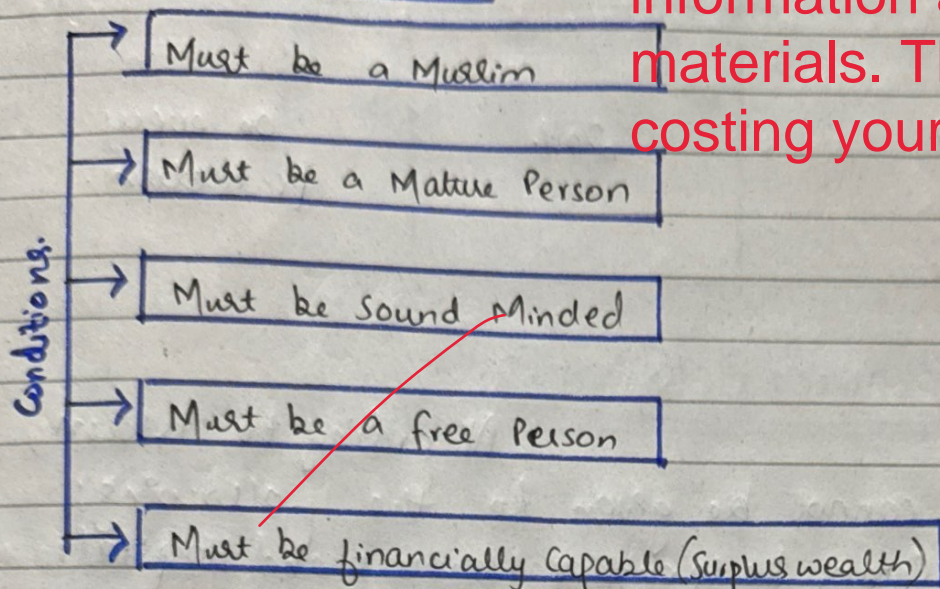 information
materials. T
costing your
Conditions.
Must be a Muslim
Must be a Mature Person
Must be Sound Minded
Must be a free Person
Must be financially Capable (Surplus wealth)